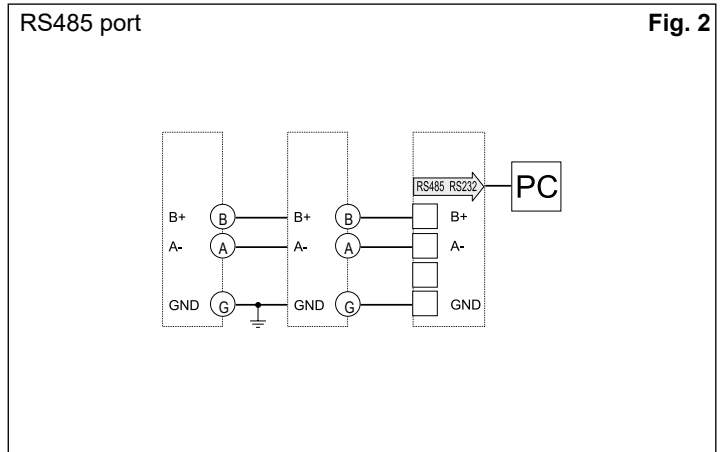 RS485 port Fig. 2
RS485 RS232 PC
B+ B B+ B B+
A- A A- A A-
GND G GND G GND